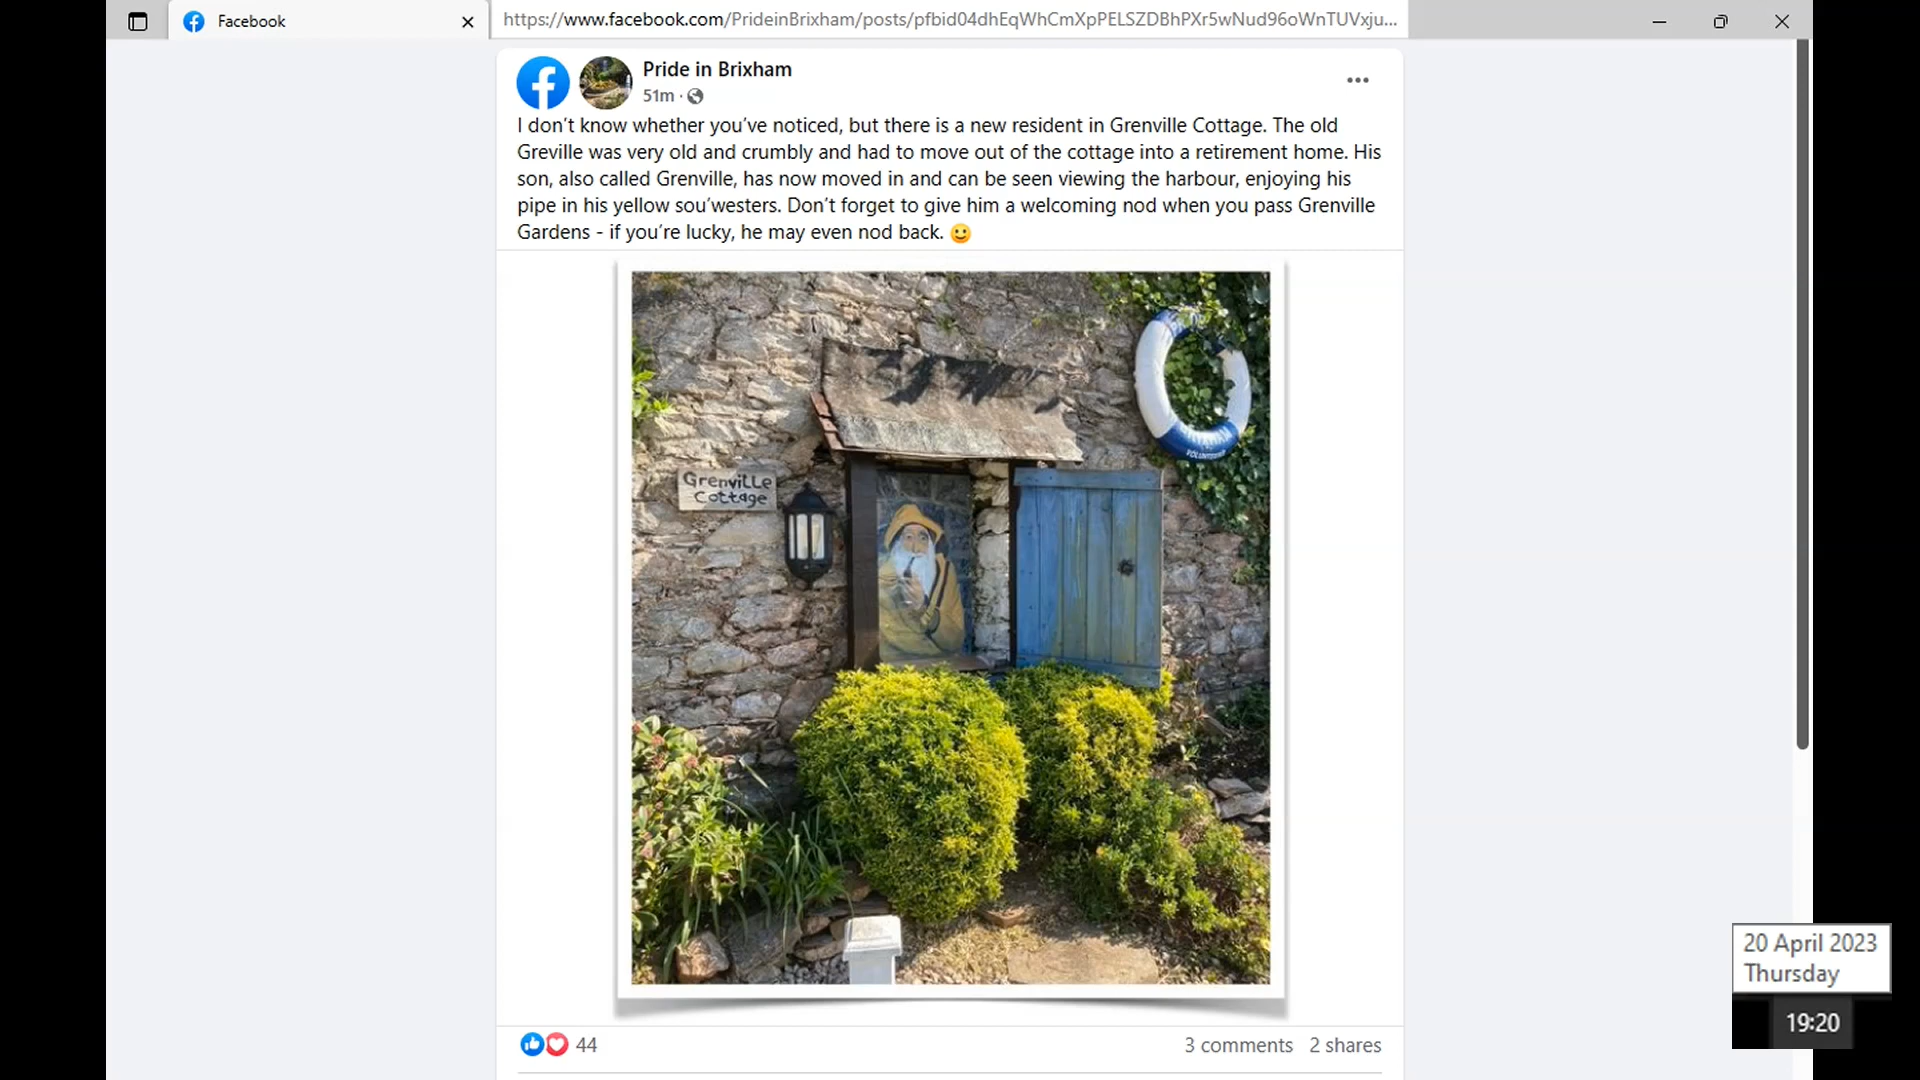 Facebook
https://www.facebook.com/PrideinBrixham/posts/pfbid04dhEqWhCmXpPELSZDBhPXr5wNud96oWnTUVxju...
Pride in Brixham
51m ·
I don't know whether you've noticed, but there is a new resident in Grenville Cottage. The old
Greville was very old and crumbly and had to move out of the cottage into a retirement home. His
son, also called Grenville, has now moved in and can be seen viewing the harbour, enjoying his
pipe in his yellow sou'westers. Don't forget to give him a welcoming nod when you pass Grenville
Gardens - if you're lucky, he may even nod back. 🙂
Grenville
Cottage
20 April 2023
Thursday
19:20
44
3 comments 2 shares